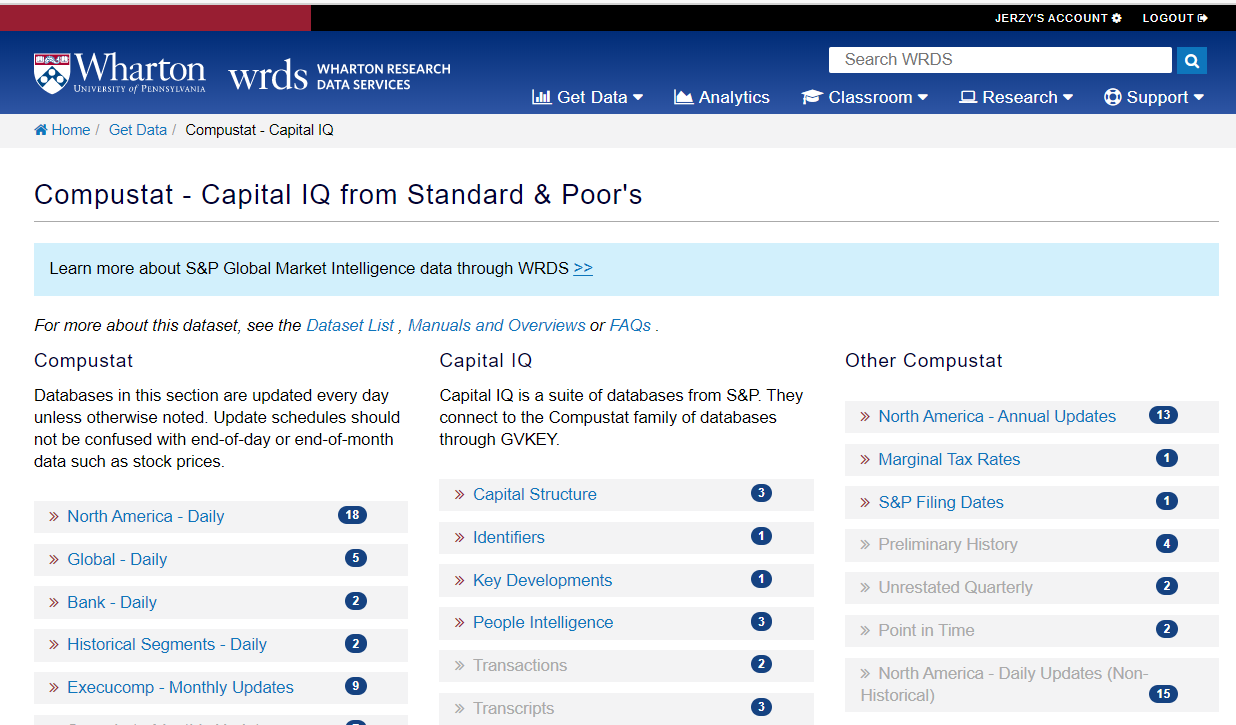 JERZY'S ACCOUNT LOGOUT
Wharton
UNIVERSITY of PENNSYLVANIA
wrds
WHARTON RESEARCH
DATA SERVICES
Search WRDS
Get Data Analytics Classroom Research Support
Home / Get Data / Compustat - Capital IQ
Compustat - Capital IQ from Standard & Poor's
Learn more about S&P Global Market Intelligence data through WRDS >>
For more about this dataset, see the Dataset List , Manuals and Overviews or FAQs .
Compustat
Databases in this section are updated every day
unless otherwise noted. Update schedules should
not be confused with end-of-day or end-of-month
data such as stock prices.
» North America - Daily 18
» Global - Daily 5
» Bank - Daily 2
» Historical Segments - Daily 2
» Execucomp - Monthly Updates 9
Capital IQ
Capital IQ is a suite of databases from S&P. They
connect to the Compustat family of databases
through GVKEY.
» Capital Structure 3
» Identifiers 1
» Key Developments 1
» People Intelligence 3
» Transactions 2
» Transcripts 3
Other Compustat
» North America - Annual Updates 13
» Marginal Tax Rates 1
» S&P Filing Dates 1
» Preliminary History 4
» Unrestated Quarterly 2
» Point in Time 2
» North America - Daily Updates (Non-
Historical) 15